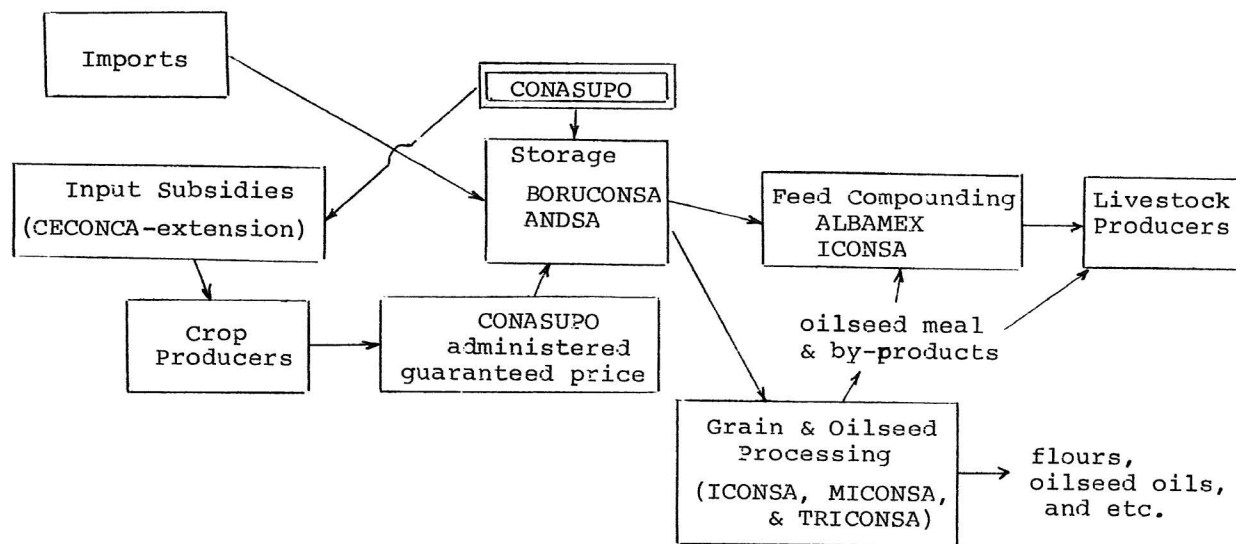 Imports
CONASUPO
Storage
BORUCONSA
ANDSA
Input Subsidies
(CECONCA-extension)
Feed Compounding
ALBAMEX
ICONSA
Livestock
Producers
Crop
Producers
CONASUPO
administered
guaranteed price
oilseed meal
& by-products
Grain & Oilseed
Processing
(ICONSA, MICONSA,
& TRICONSA)
flours,
oilseed oils,
and etc.